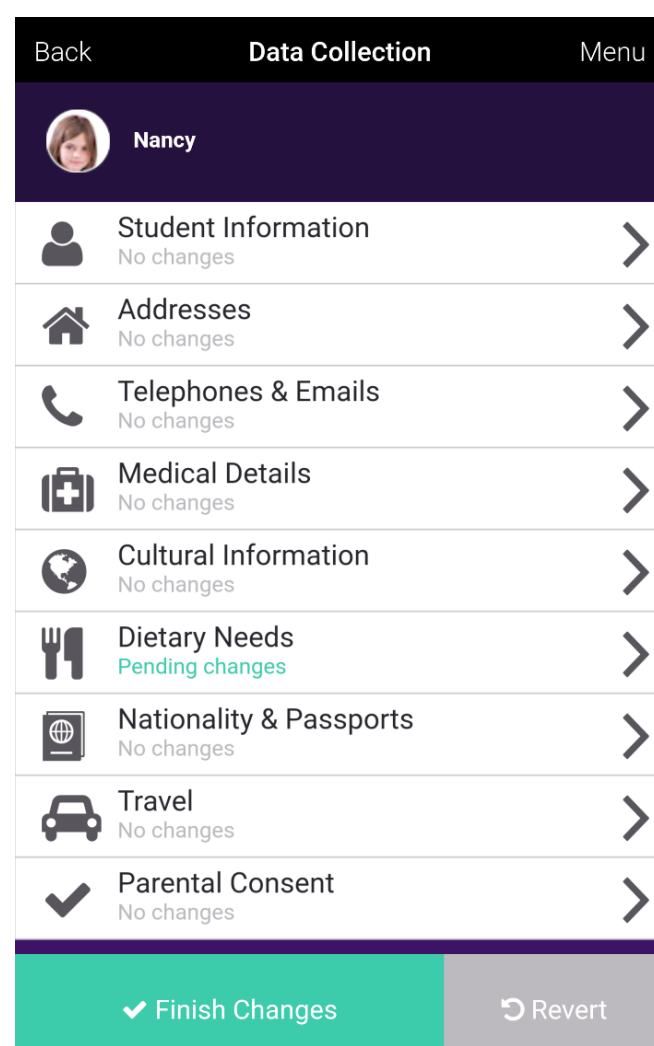 Back Data Collection Menu
Nancy
Student Information
No changes
Addresses
No changes
Telephones & Emails
No changes
Medical Details
No changes
Cultural Information
No changes
Dietary Needs
Pending changes
Nationality & Passports
No changes
Travel
No changes
Parental Consent
No changes
Finish Changes Revert